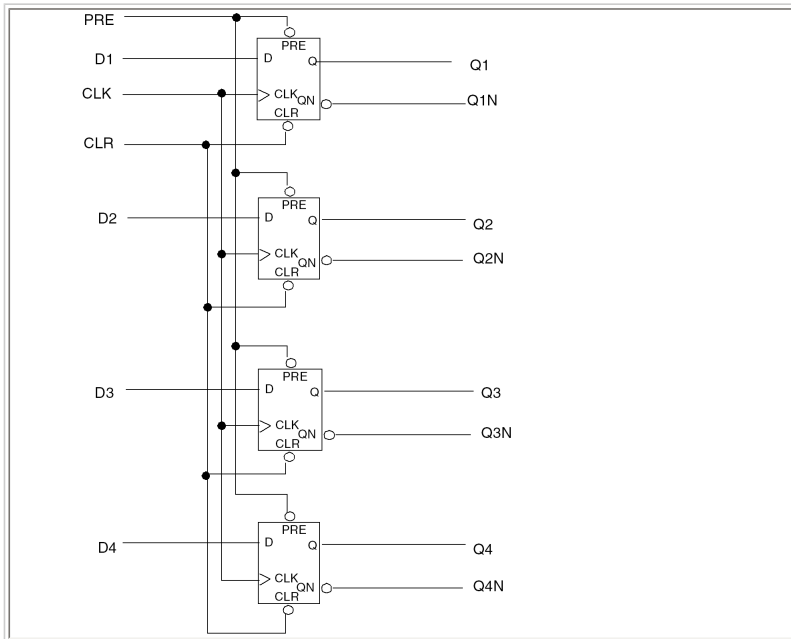 PRE
PRE
D1
D
Q
Q1
CLK
CLK
QN
Q1N
CLR
CLR
PRE
D2
D
Q
Q2
CLK
QN
Q2N
CLR
PRE
D3
D
Q
Q3
CLK
QN
Q3N
CLR
PRE
D4
D
Q
Q4
CLK
QN
Q4N
CLR